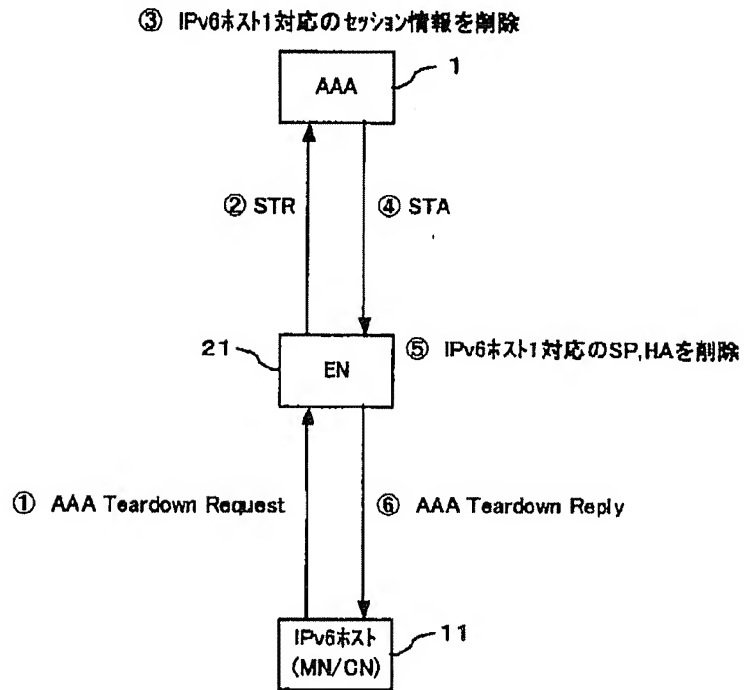 ③ IPv6ホスト1対応のセッション情報を削除
1
AAA
② STR
④ STA
21
EN
⑤ IPv6ホスト1対応のSP,HAを削除
① AAA Teardown Request
⑥ AAA Teardown Reply
IPv6ホスト
(MN/CN)
11